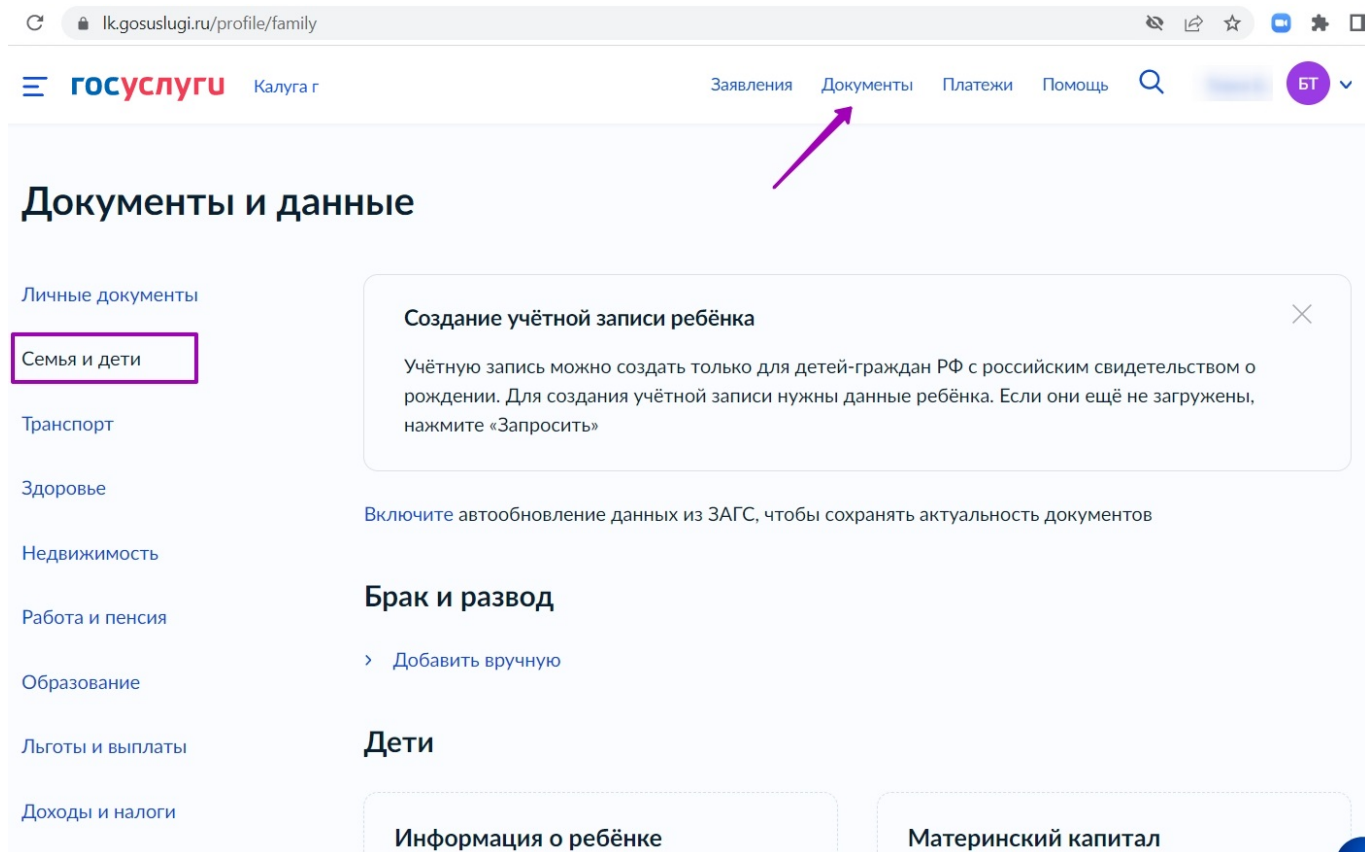 lk.gosuslugi.ru/profile/family
госуслуги Калуга г Заявления Документы Платежи Помощь БТ
Документы и данные
Личные документы
Семья и дети
Транспорт
Здоровье
Недвижимость
Работа и пенсия
Образование
Льготы и выплаты
Доходы и налоги
Создание учётной записи ребёнка
Учётную запись можно создать только для детей-граждан РФ с российским свидетельством о
рождении. Для создания учётной записи нужны данные ребёнка. Если они ещё не загружены,
нажмите «Запросить»
Включите автообновление данных из ЗАГС, чтобы сохранять актуальность документов
Брак и развод
Добавить вручную
Дети
Информация о ребёнке
Материнский капитал